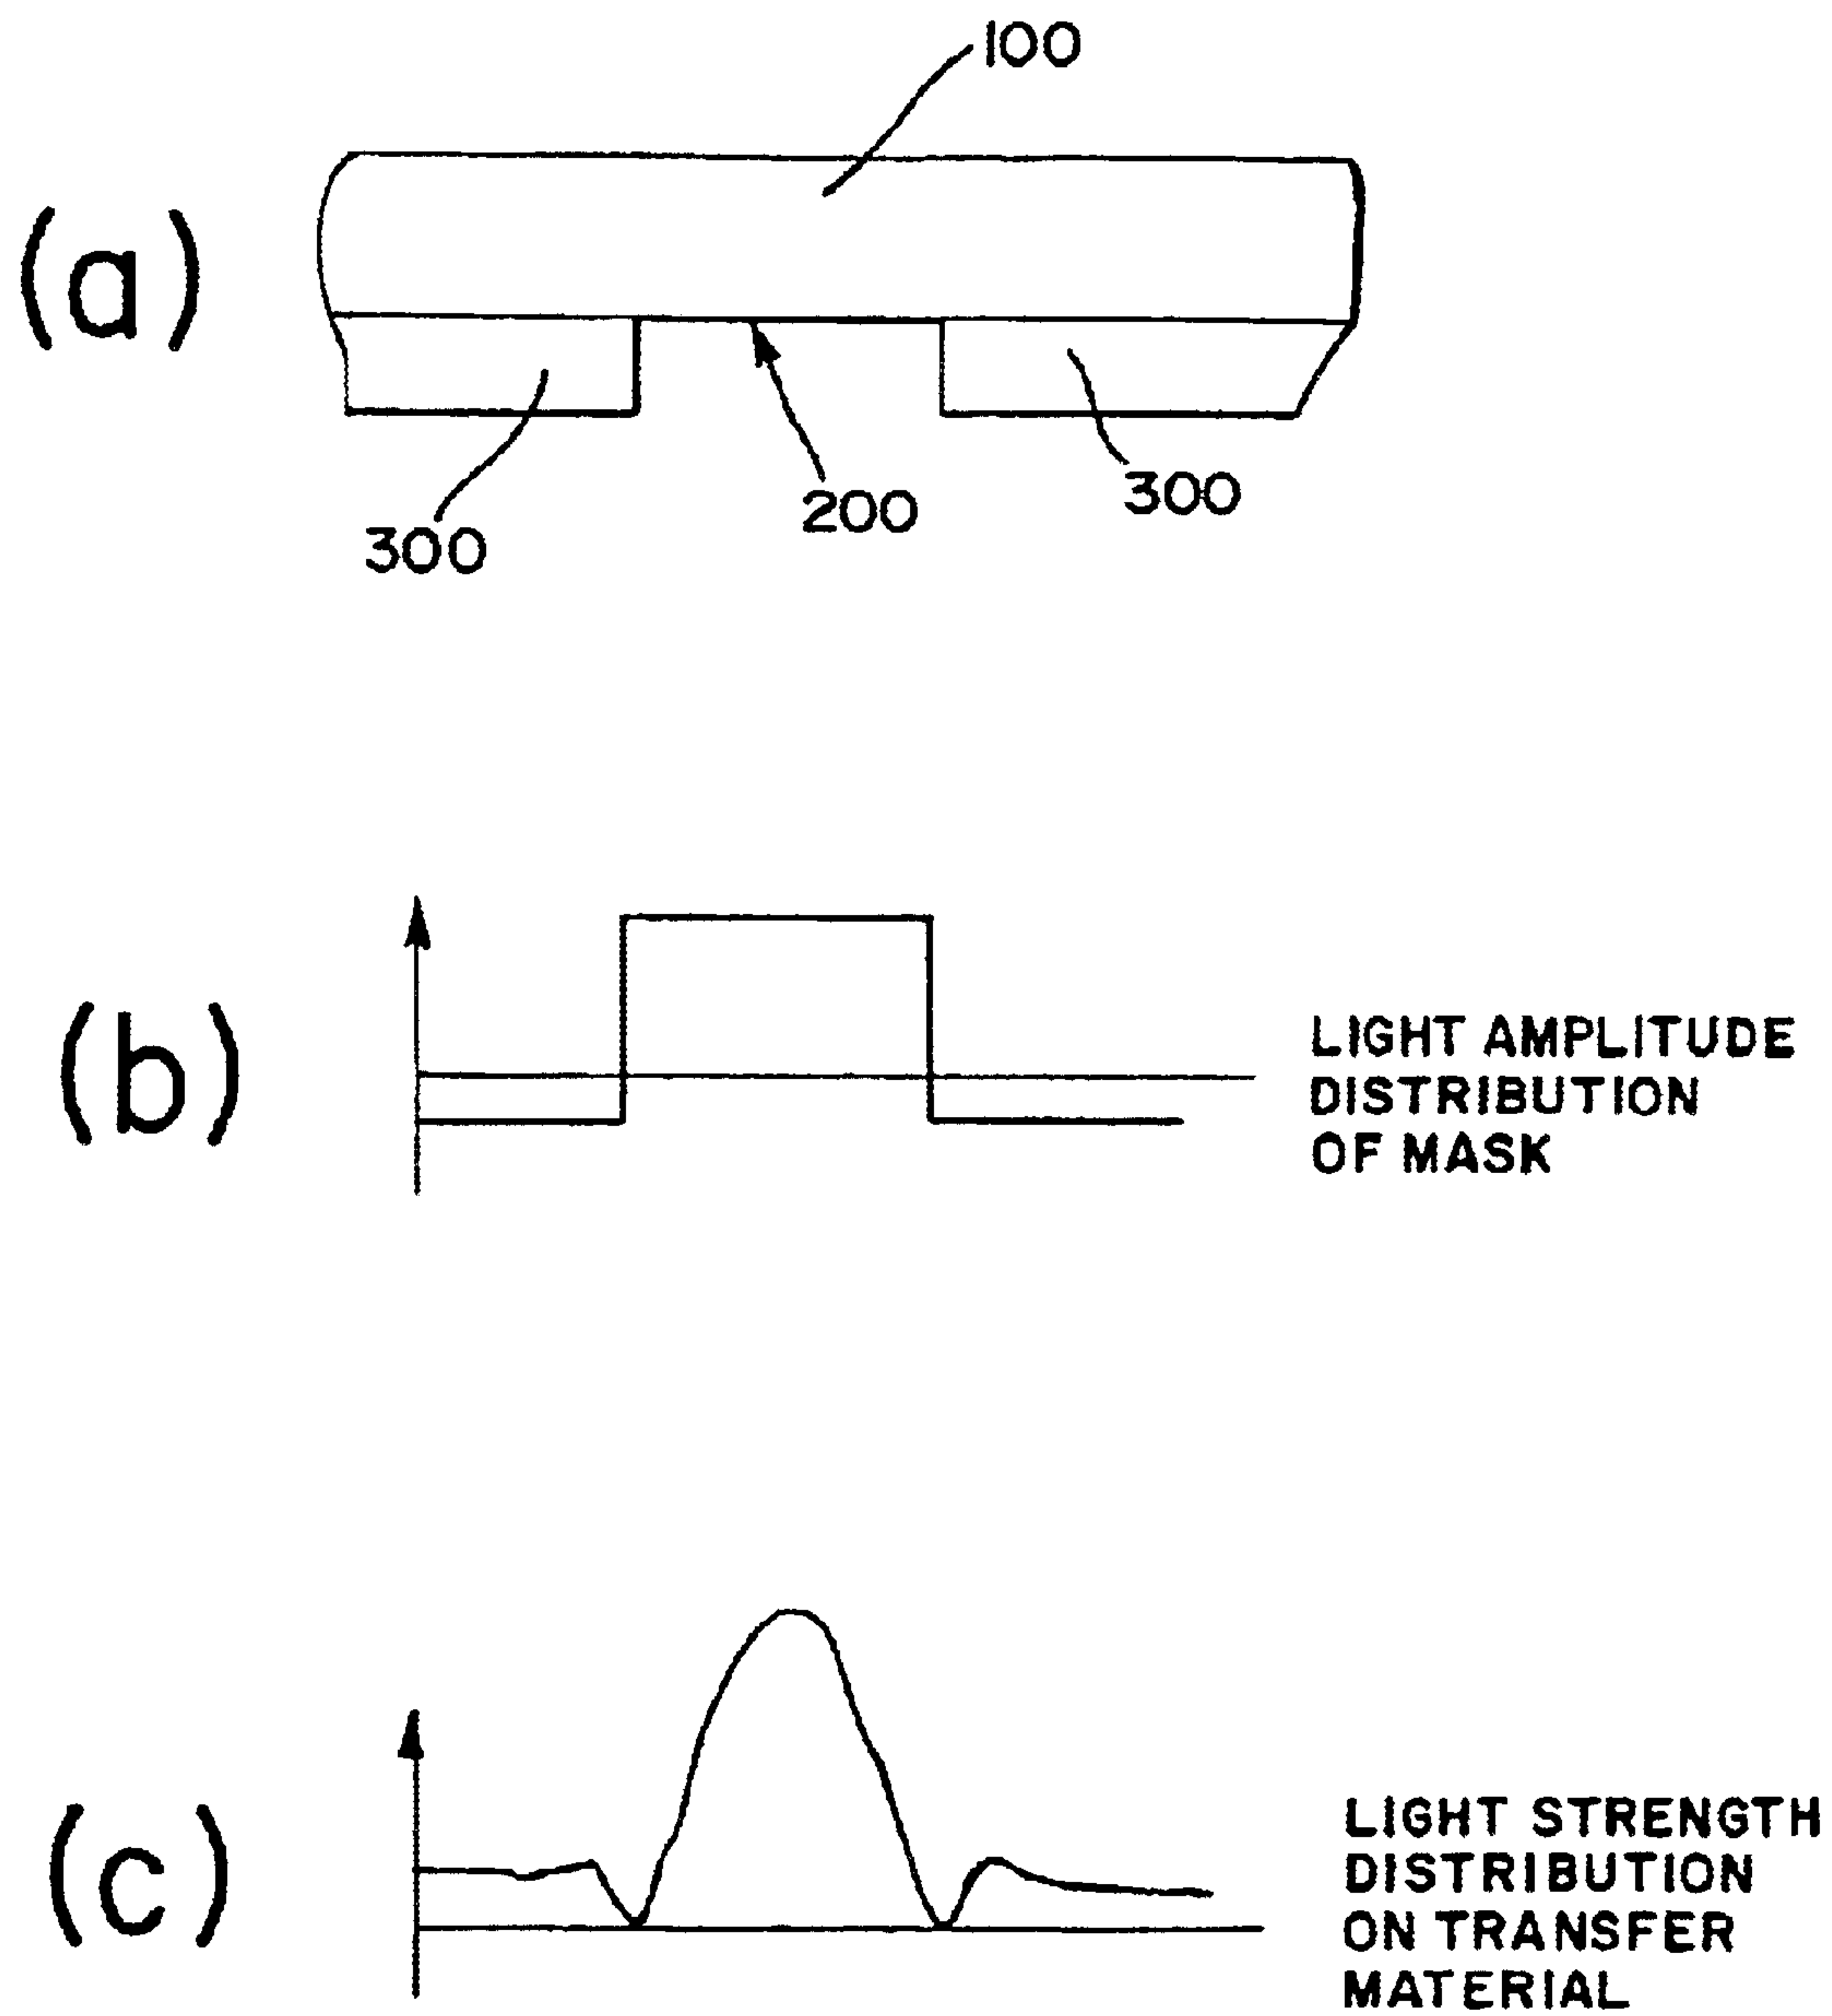 100
(a)
300
200
300
(b)
LIGHT AMPLITUDE
DISTRIBUTION
OF MASK
(c)
LIGHT STRENGTH
DISTRIBUTION
ON TRANSFER
MATERIAL